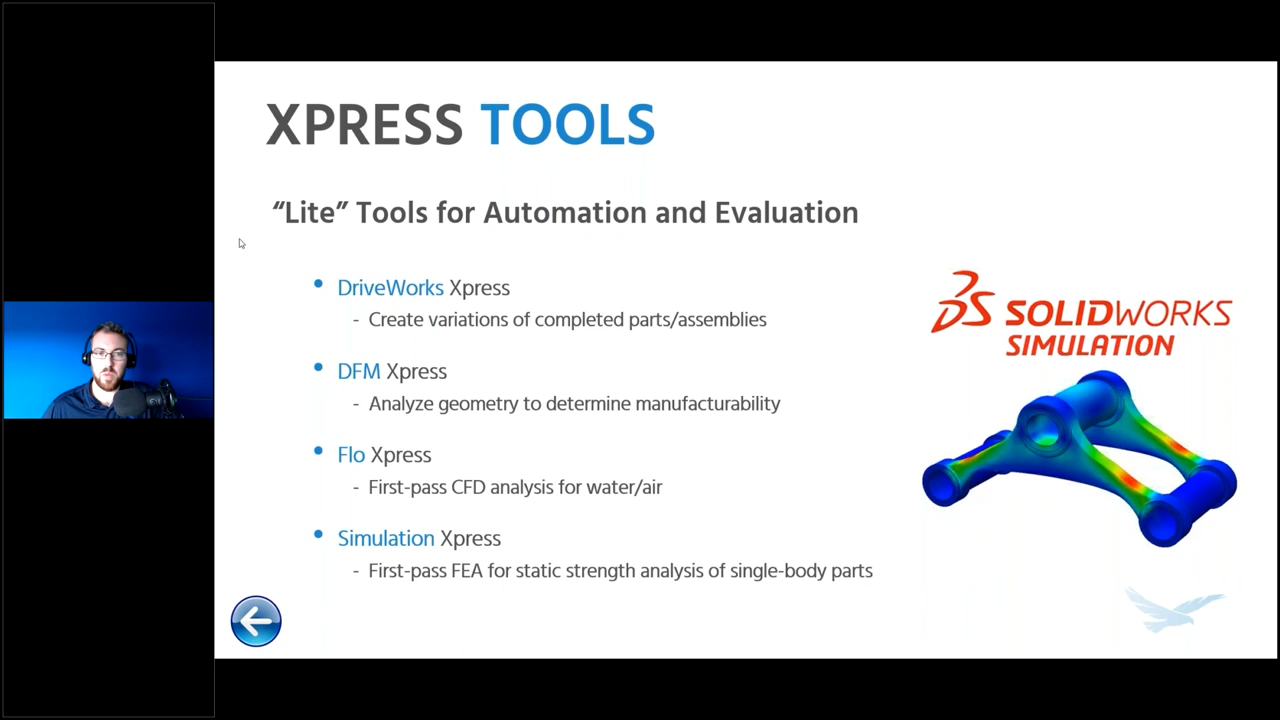 XPRESS TOOLS
“Lite” Tools for Automation and Evaluation
• DriveWorks Xpress
- Create variations of completed parts/assemblies
• DFM Xpress
- Analyze geometry to determine manufacturability
• Flo Xpress
- First-pass CFD analysis for water/air
• Simulation Xpress
- First-pass FEA for static strength analysis of single-body parts
DS SOLIDWORKS
SIMULATION